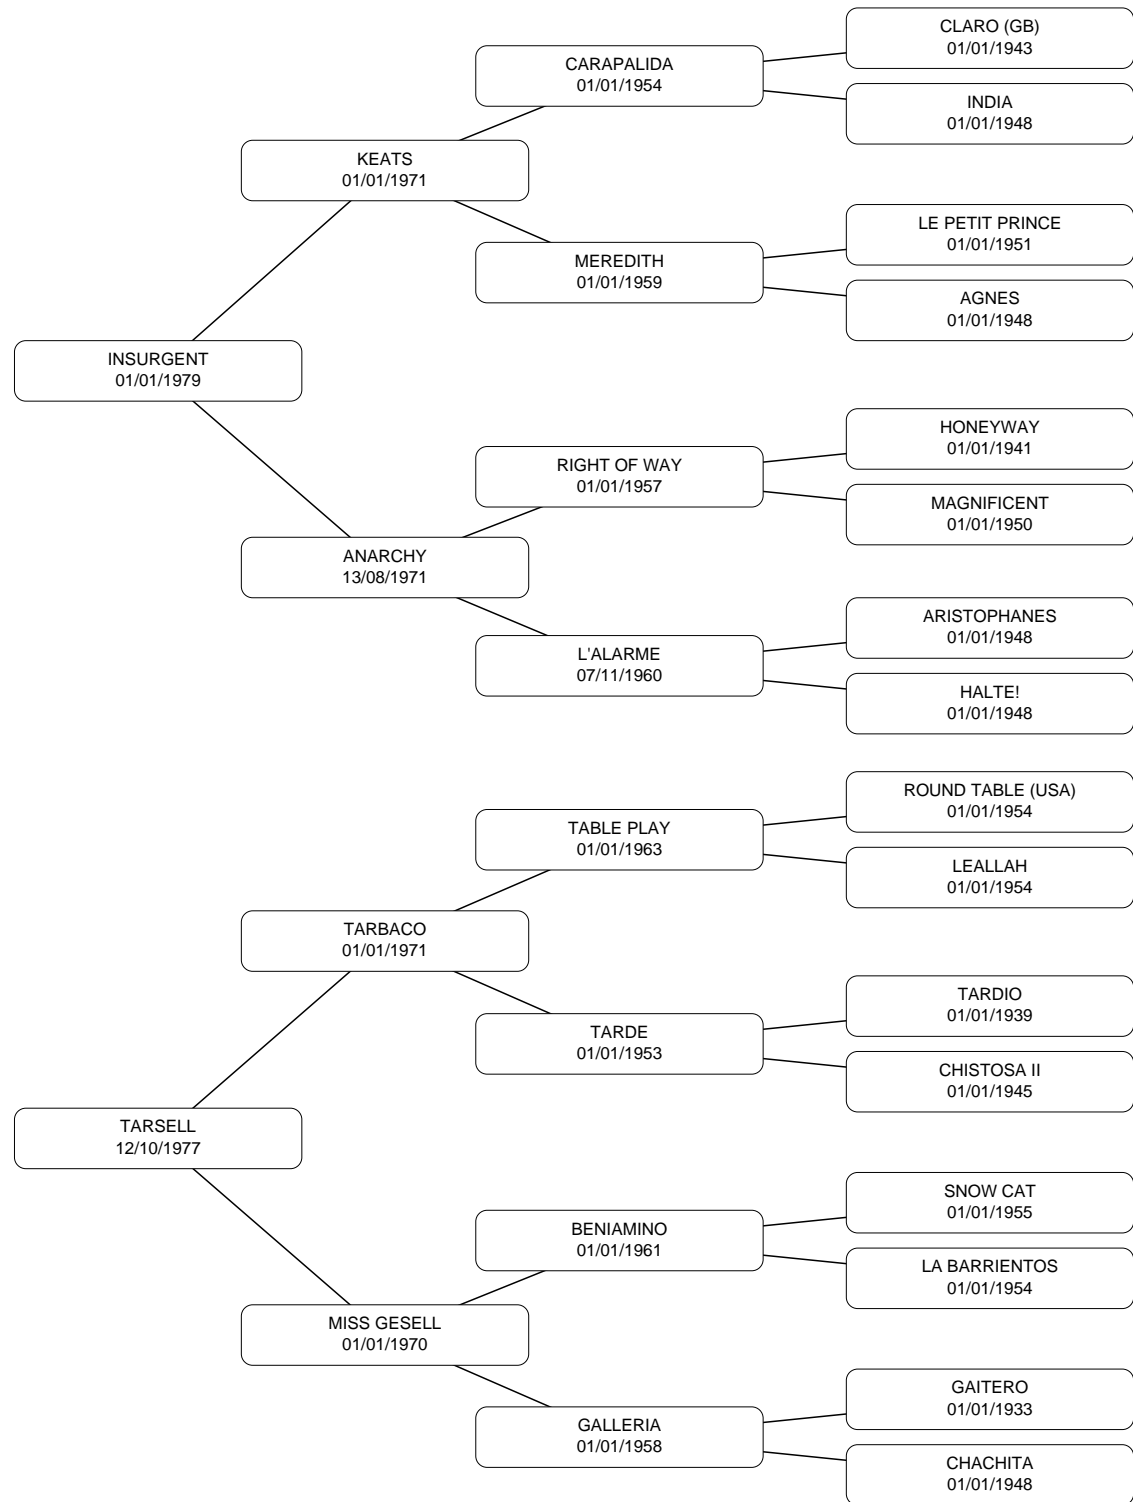 CLARO (GB)
01/01/1943
CARAPALIDA
01/01/1954
INDIA
01/01/1948
KEATS
01/01/1971
LE PETIT PRINCE
01/01/1951
MEREDITH
01/01/1959
AGNES
01/01/1948
INSURGENT
01/01/1979
HONEYWAY
01/01/1941
RIGHT OF WAY
01/01/1957
MAGNIFICENT
01/01/1950
ANARCHY
13/08/1971
ARISTOPHANES
01/01/1948
L'ALARME
07/11/1960
HALTE!
01/01/1948
ROUND TABLE (USA)
01/01/1954
TABLE PLAY
01/01/1963
LEALLAH
01/01/1954
TARBACO
01/01/1971
TARDIO
01/01/1939
TARDE
01/01/1953
CHISTOSA II
01/01/1945
TARSELL
12/10/1977
SNOW CAT
01/01/1955
BENIAMINO
01/01/1961
LA BARRIENTOS
01/01/1954
MISS GESELL
01/01/1970
GAITERO
01/01/1933
GALLERIA
01/01/1958
CHACHITA
01/01/1948